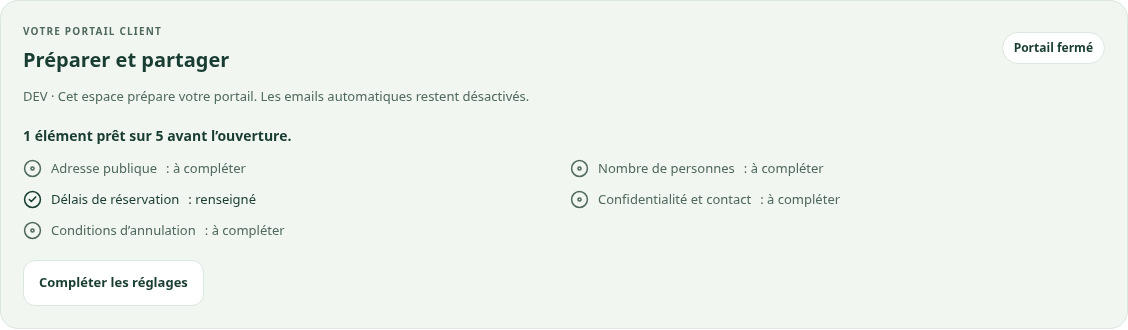 VOTRE PORTAIL CLIENT
Préparer et partager
Portail fermé
DEV · Cet espace prépare votre portail. Les emails automatiques restent désactivés.
1 élément prêt sur 5 avant l’ouverture.
Adresse publique : à compléter
Nombre de personnes : à compléter
Délais de réservation : renseigné
Confidentialité et contact : à compléter
Conditions d’annulation : à compléter
Compléter les réglages